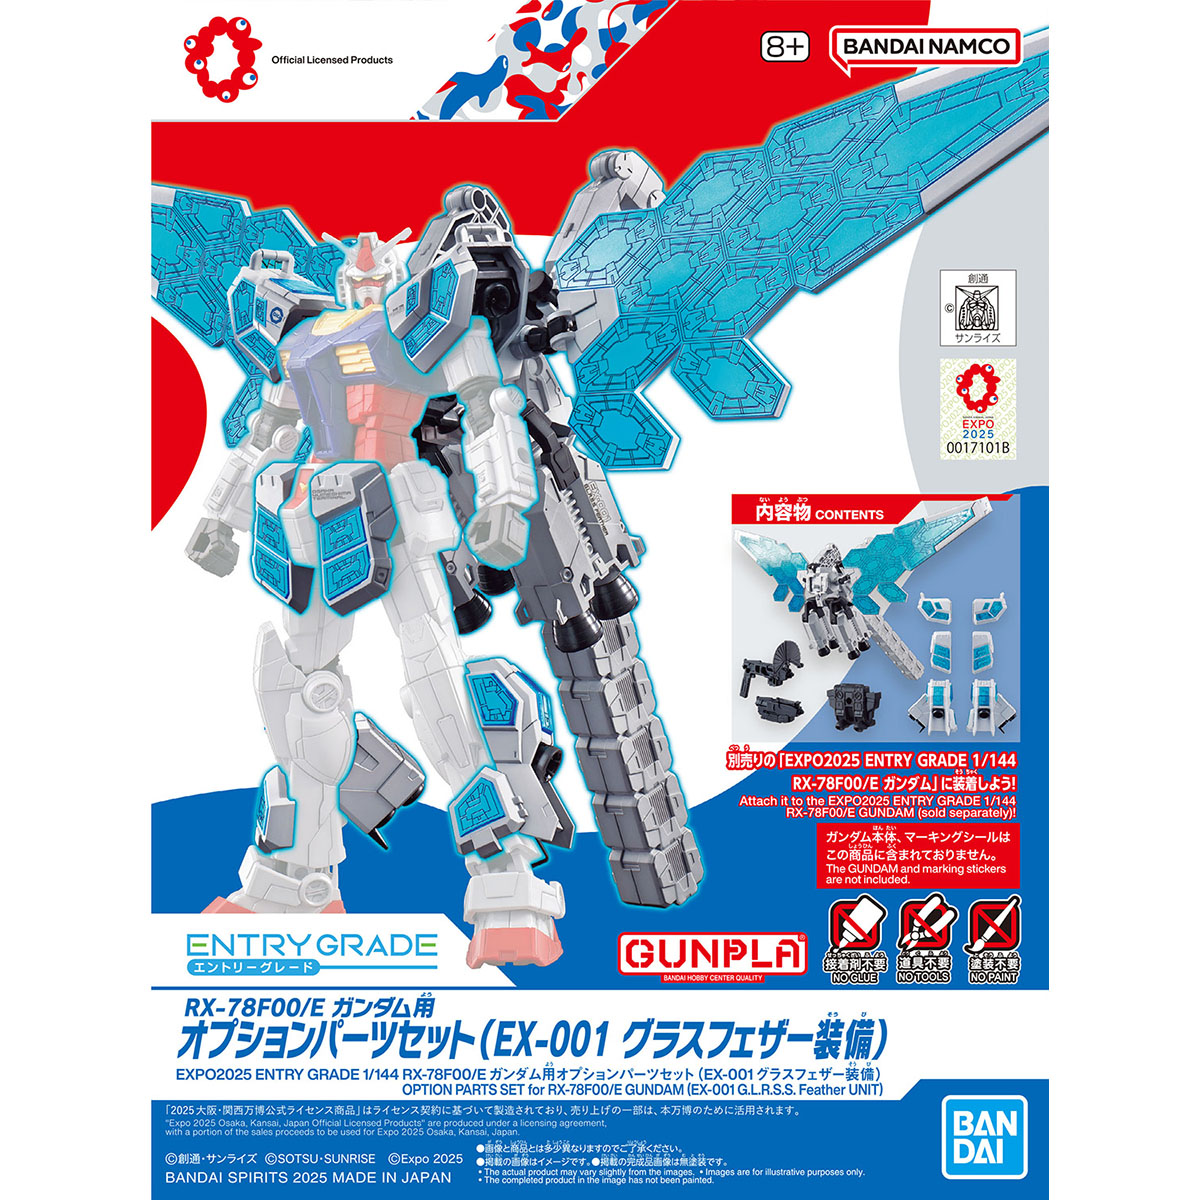 Official Licensed Products
8+
BANDAI NAMCO
創通
©
サンライズ
EXPO
2025
0017101B
内容物 CONTENTS
別売りの「EXPO2025 ENTRY GRADE 1/144
RX-78F00/E ガンダム」に装着しよう!
Attach it to the EXPO2025 ENTRY GRADE 1/144
RX-78F00/E GUNDAM (sold separately)!
ガンダム本体、マーキングシールは
この商品に含まれておりません。
The GUNDAM and marking stickers
are not included.
接着剤不要
NO GLUE
道具不要
NO TOOLS
塗装不要
NO PAINT
ENTRY GRADE
エントリーグレード
GUNPLA®
BANDAI HOBBY CENTER QUALITY
RX-78F00/E ガンダム用
オプションパーツセット(EX-001 グラスフェザー装備)
EXPO2025 ENTRY GRADE 1/144 RX-78F00/E ガンダム用オプションパーツセット (EX-001 グラスフェザー装備)
OPTION PARTS SET for RX-78F00/E GUNDAM (EX-001 G.L.R.S.S. Feather UNIT)
「2025大阪・関西万博公式ライセンス商品」はライセンス契約に基づいて製造されており、売り上げの一部は、本万博のために活用されます。
"Expo 2025 Osaka, Kansai, Japan Official Licensed Products" are produced under a licensing agreement,
with a portion of the sales proceeds to be used for Expo 2025 Osaka, Kansai, Japan.
©創通・サンライズ ©SOTSU・SUNRISE ©Expo 2025
BANDAI SPIRITS 2025 MADE IN JAPAN
●画像と商品とは多少異なりますのでご了承ください。
●掲載の画像はイメージです。●掲載の完成品画像は無塗装です。
• The actual product may vary slightly from the images. • Images are for illustrative purposes only.
• The completed product in the image has not been painted.
BAN
DAI